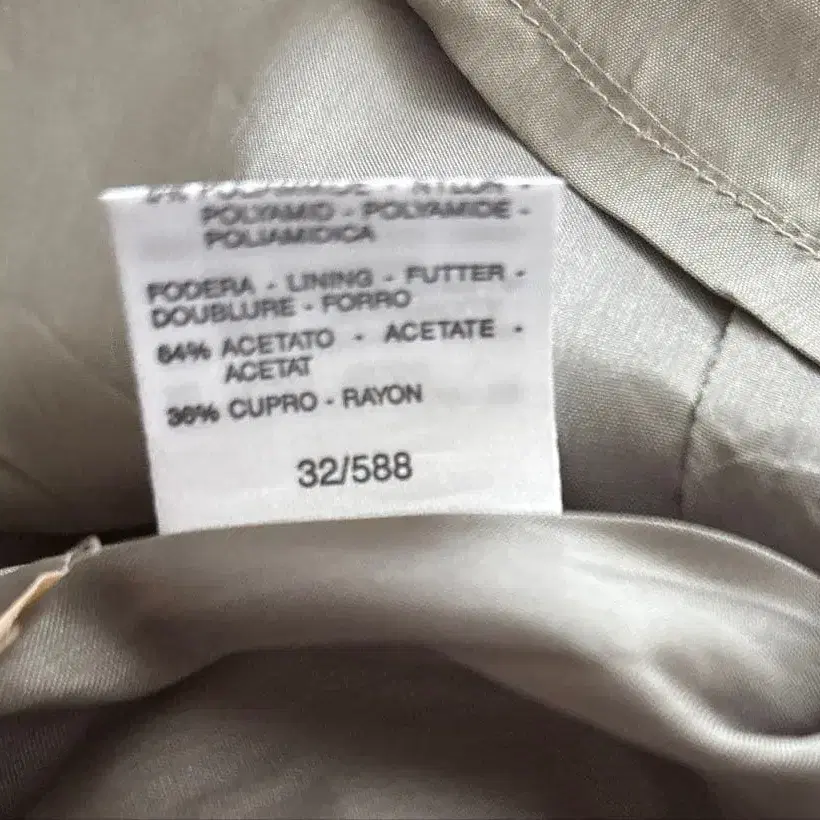 POLYAMID - POLYAMIDE -
POLIAMIDICA
FODERA - LINING - FUTTER -
DOUBLURE - FORRO
64% ACETATO - ACETATE -
ACETAT
36% CUPRO - RAYON
32/588